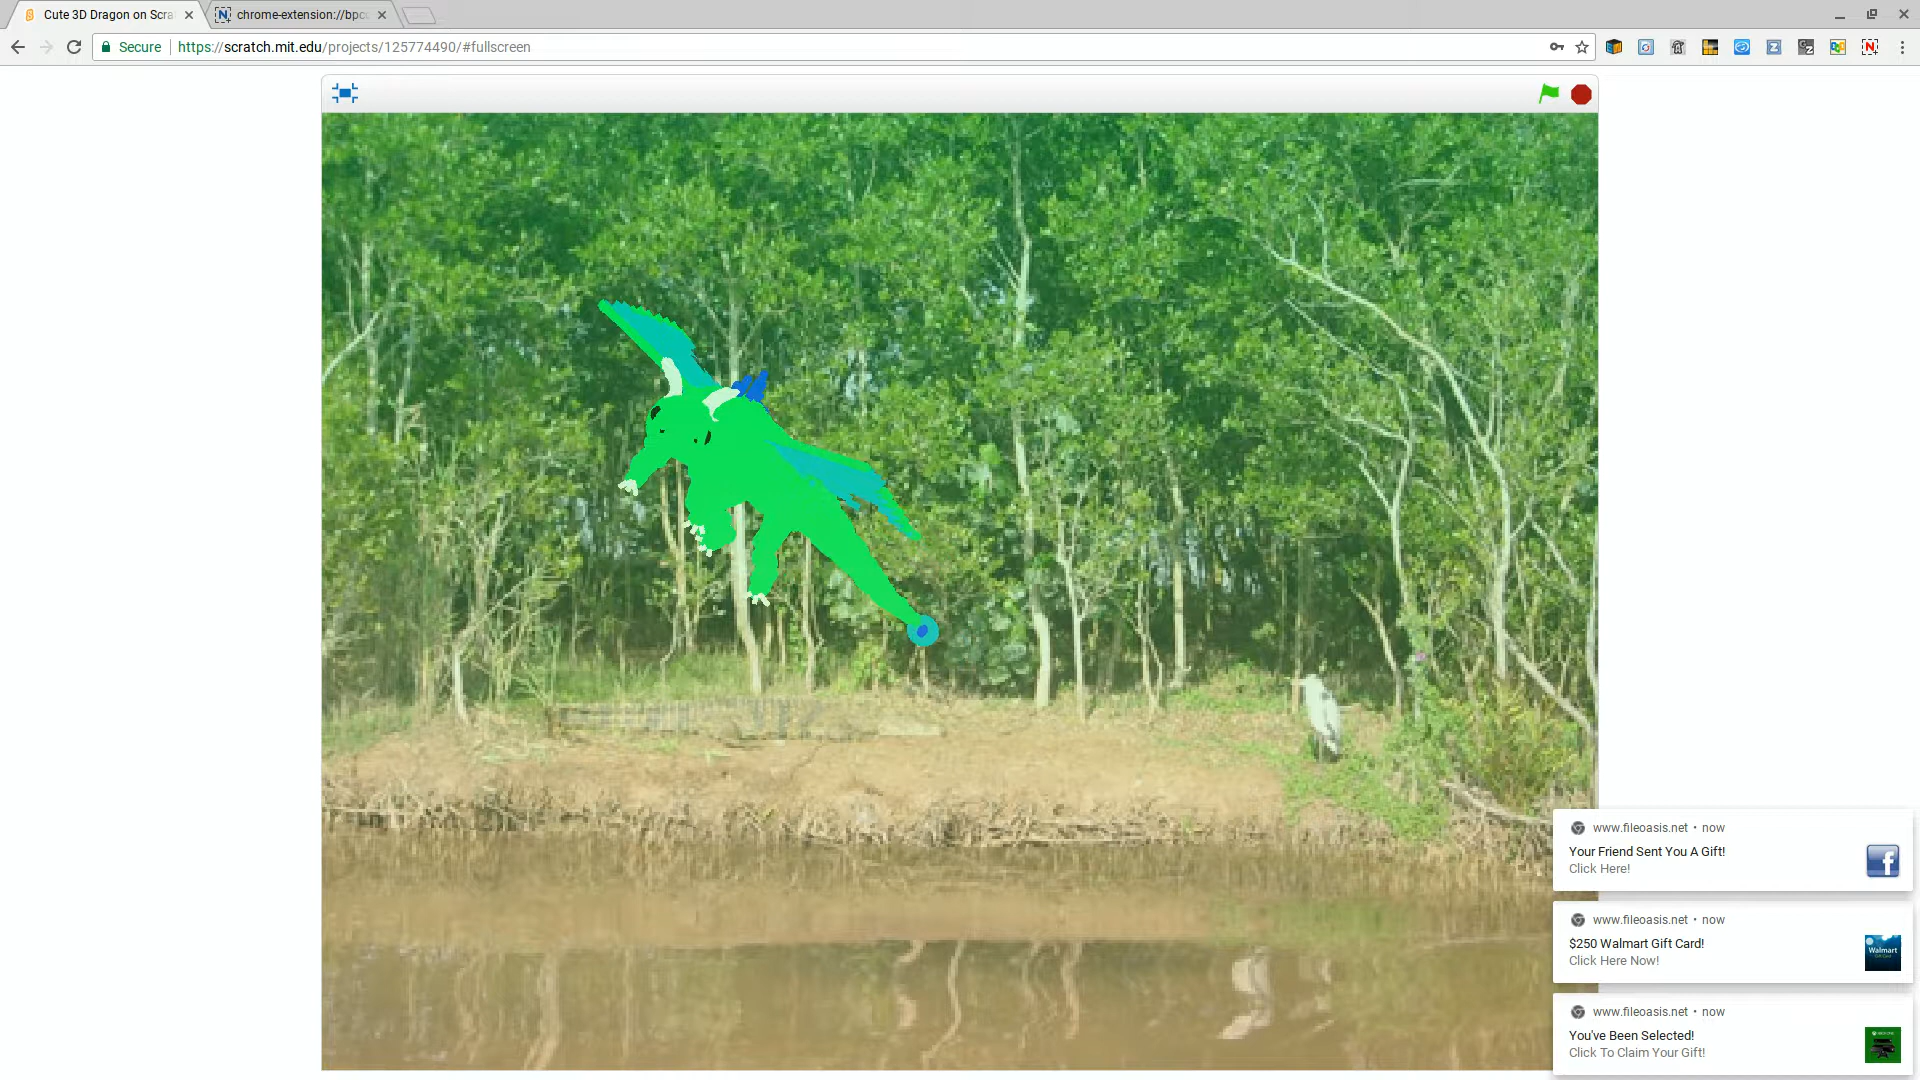 Cute 3D Dragon on Scra
chrome-extension://bpc
Secure
https://scratch.mit.edu/projects/125774490/#fullscreen
www.fileoasis.net • now
Your Friend Sent You A Gift!
Click Here!
www.fileoasis.net • now
$250 Walmart Gift Card!
Click Here Now!
Walmart
www.fileoasis.net • now
You've Been Selected!
Click To Claim Your Gift!